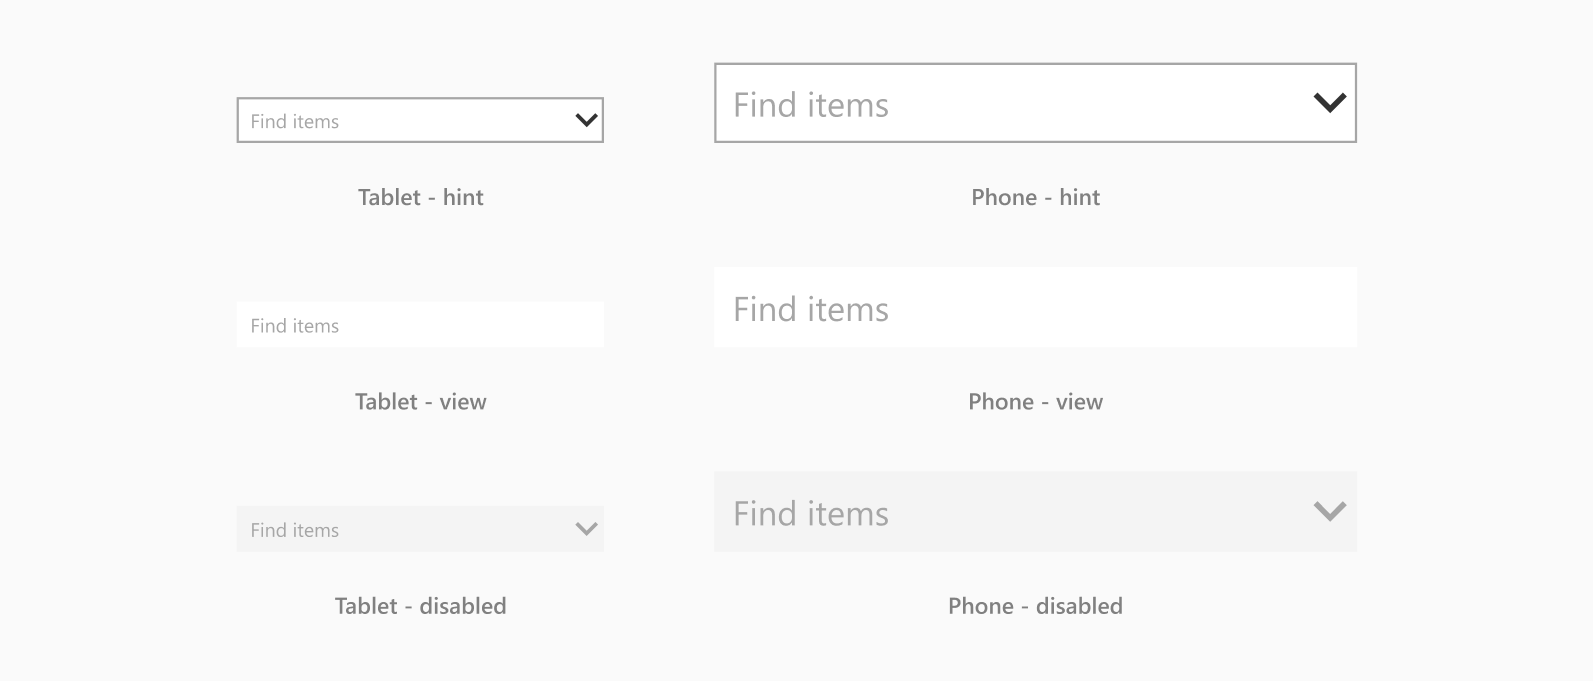 Find items
Find items
Tablet - hint
Phone - hint
Find items
Find items
Tablet - view
Phone - view
Find items
Find items
Tablet - disabled
Phone - disabled